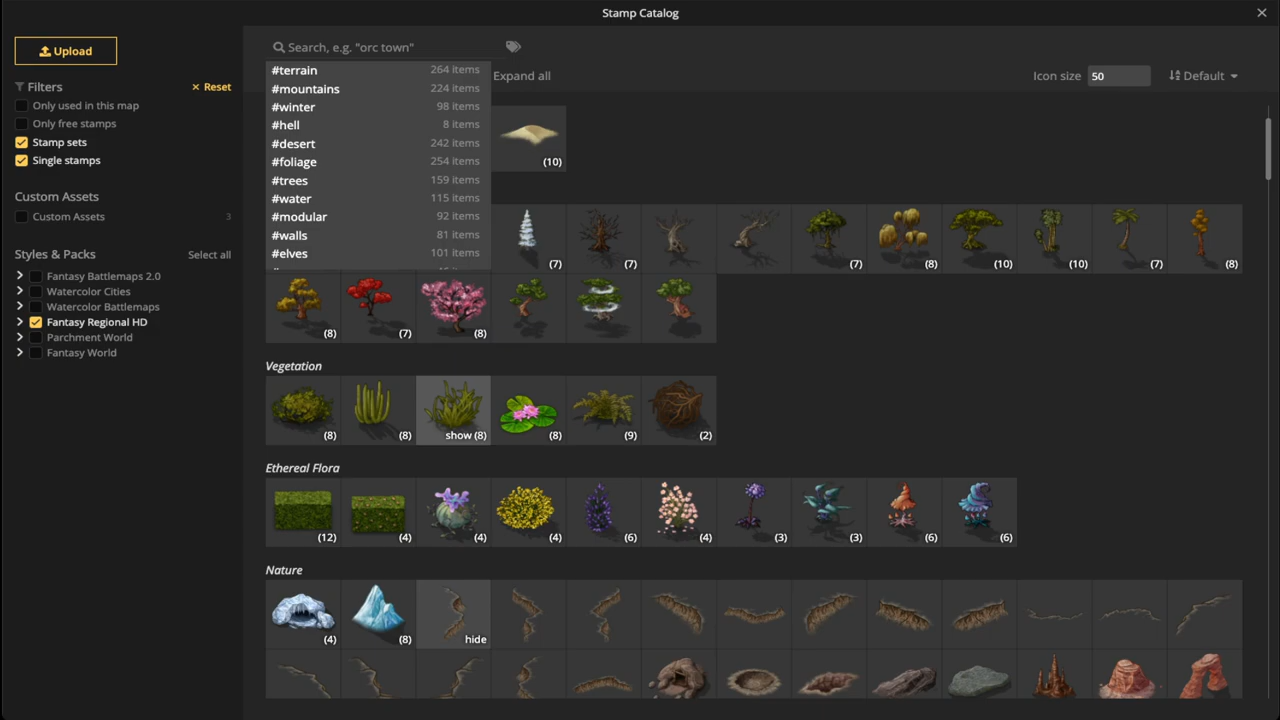 Stamp Catalog
Upload
Filters
Reset
Only used in this map
Only free stamps
Stamp sets
Single stamps
Custom Assets
Custom Assets 3
Styles & Packs Select all
Fantasy Battlemaps 2.0
Watercolor Cities
Watercolor Battlemaps
Fantasy Regional HD
Parchment World
Fantasy World
Search, e.g. "orc town"
#terrain 264 items
#mountains 224 items
#winter 98 items
#hell 8 items
#desert 242 items
#foliage 254 items
#trees 159 items
#water 115 items
#modular 92 items
#walls 81 items
#elves 101 items
Expand all
Icon size 50 Default
(10)
(7) (7) (7) (8) (10) (10) (7) (8)
(8) (7) (8)
Vegetation
(8) (8) show (8) (8) (9) (2)
Ethereal Flora
(12) (4) (4) (4) (6) (4) (3) (3) (6) (6)
Nature
(4) (8) hide